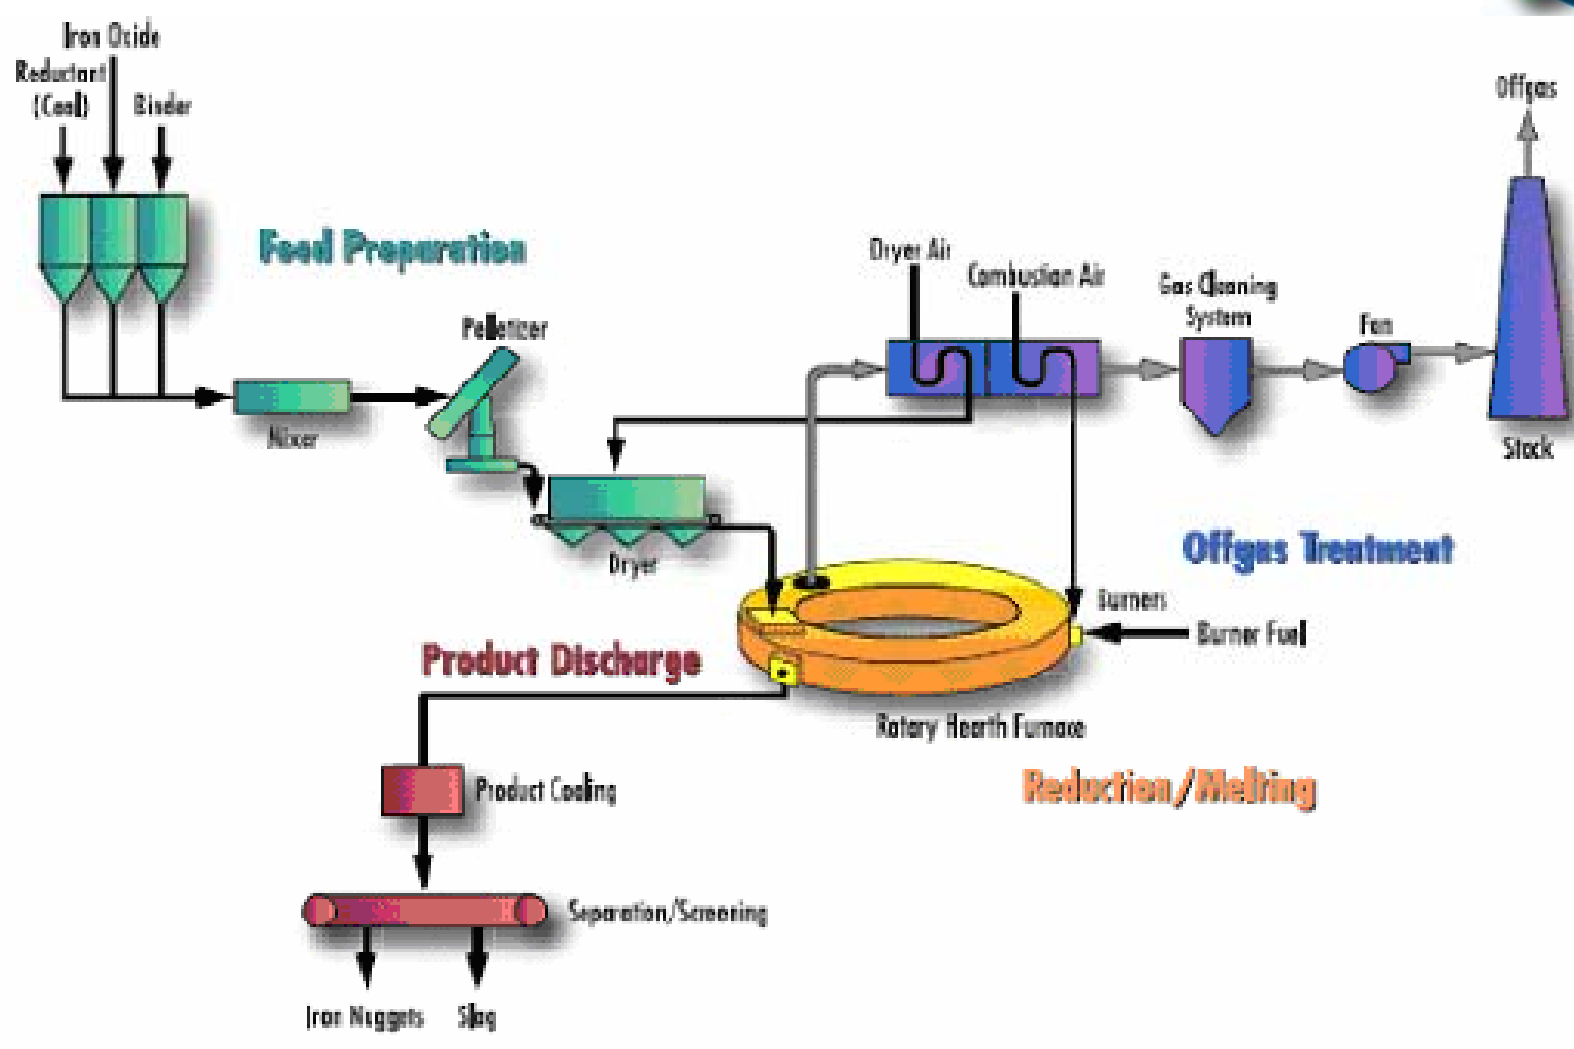 Iron Oxide
Reductant
(Coal)
Binder
Feed Preparation
Pelletizer
Mixer
Dryer
Dryer Air
Combustion Air
Gas Cleaning
System
Fan
Offgas
Stack
Offgas Treatment
Burners
Burner Fuel
Product Discharge
Rotary Hearth Furnace
Reduction/Melting
Product Cooling
Separation/Screening
Iron Nuggets
Slag